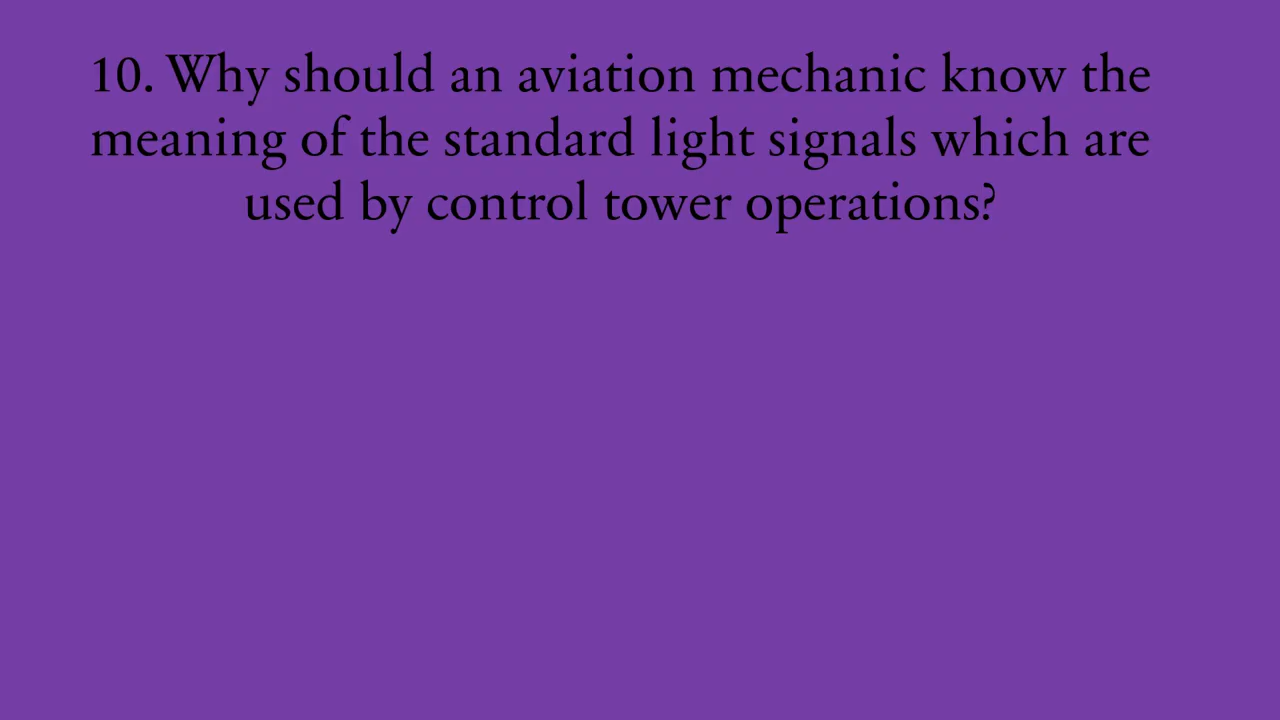 10. Why should an aviation mechanic know the
meaning of the standard light signals which are
used by control tower operations?